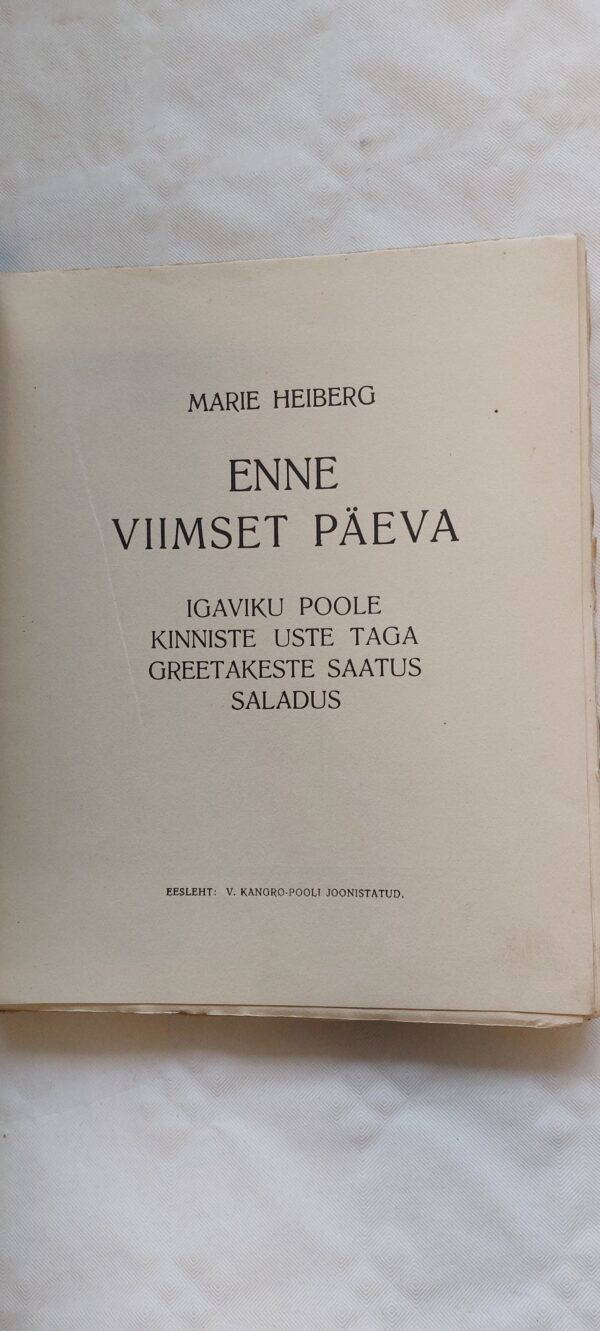 MARIE HEIBERG
ENNE
VIIMSET PÄEVA
IGAVIKU POOLE
KINNISTE USTE TAGA
GREETAKESTE SAATUS
SALADUS
EESLEHT: V. KANGRO-POOLI JOONISTATUD.